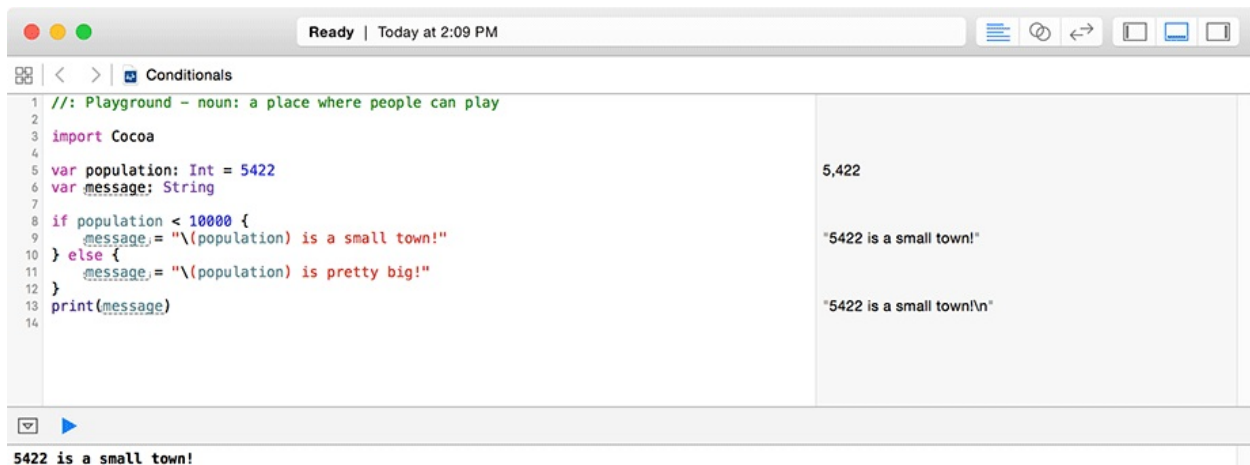 Ready | Today at 2:09 PM
Conditionals
1 //: Playground – noun: a place where people can play
2
3 import Cocoa
4
5 var population: Int = 5422 5,422
6 var message: String
7
8 if population < 10000 {
9 message = "\(population) is a small town!" "5422 is a small town!"
10 } else {
11 message = "\(population) is pretty big!"
12 }
13 print(message) "5422 is a small town!\n"
14
5422 is a small town!